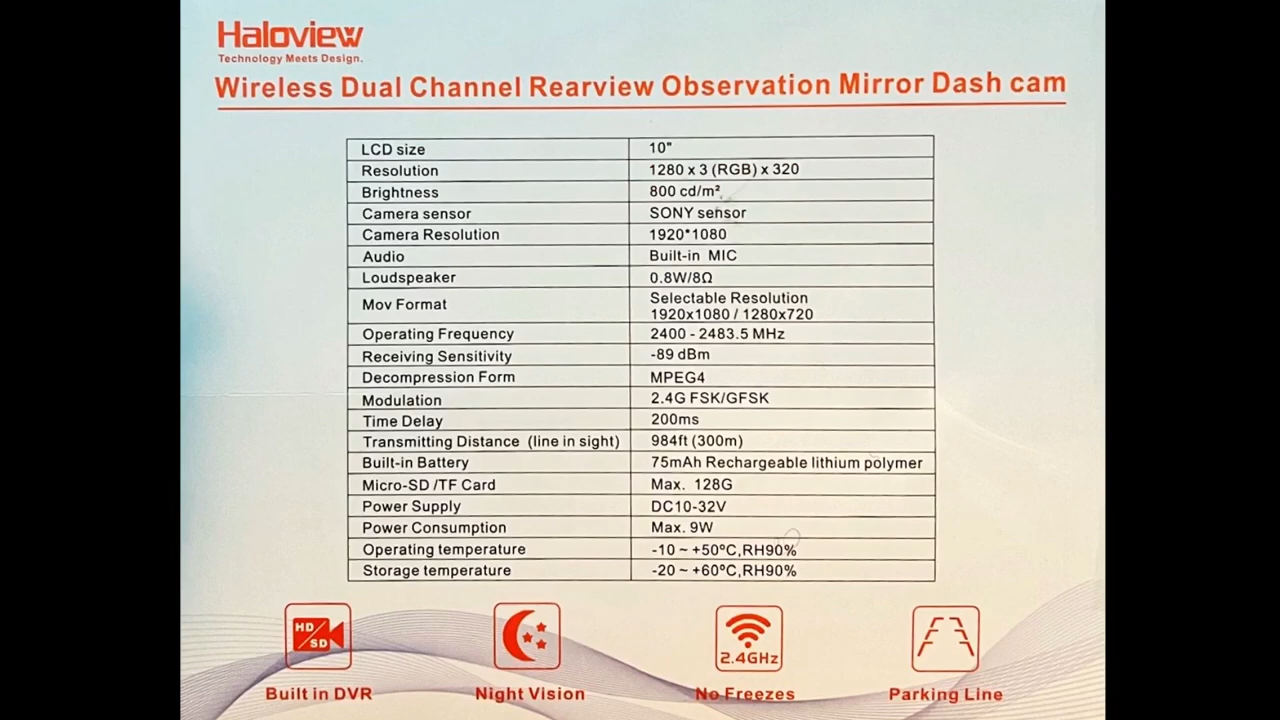 Haloview
Technology Meets Design.
Wireless Dual Channel Rearview Observation Mirror Dash cam
LCD size 10"
Resolution 1280 x 3 (RGB) x 320
Brightness 800 cd/m²
Camera sensor SONY sensor
Camera Resolution 1920*1080
Audio Built-in MIC
Loudspeaker 0.8W/8Ω
Mov Format Selectable Resolution
1920x1080 / 1280x720
Operating Frequency 2400 - 2483.5 MHz
Receiving Sensitivity -89 dBm
Decompression Form MPEG4
Modulation 2.4G FSK/GFSK
Time Delay 200ms
Transmitting Distance (line in sight) 984ft (300m)
Built-in Battery 75mAh Rechargeable lithium polymer
Micro-SD /TF Card Max. 128G
Power Supply DC10-32V
Power Consumption Max. 9W
Operating temperature -10 ~ +50ºC,RH90%
Storage temperature -20 ~ +60ºC,RH90%
HD/SD
2.4GHz
Built in DVR Night Vision No Freezes Parking Line